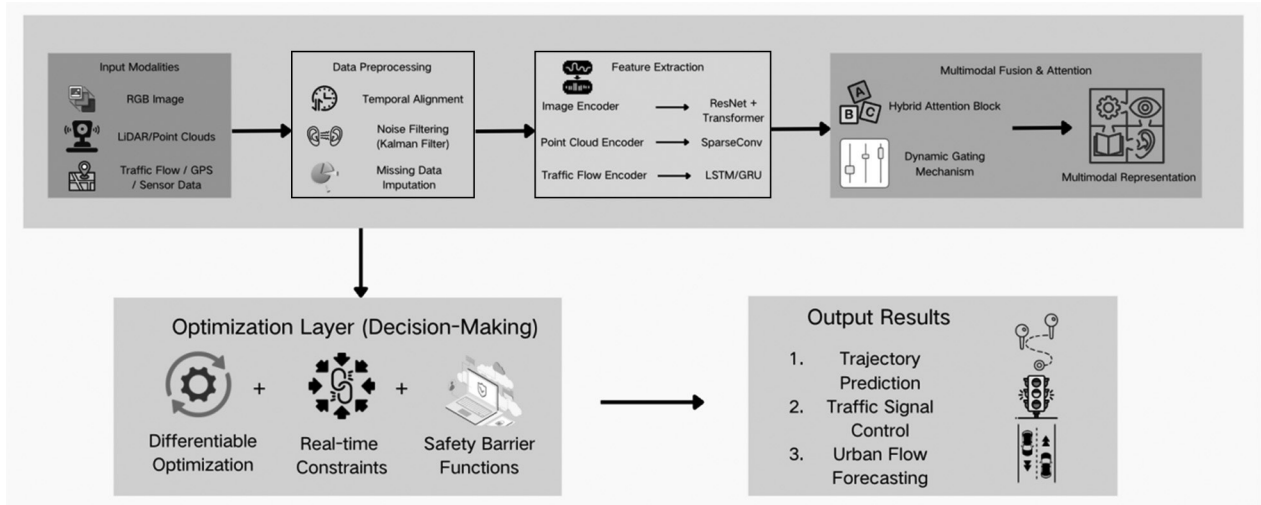 Input Modalities
RGB Image
LiDAR/Point Clouds
Traffic Flow / GPS
/ Sensor Data
Data Preprocessing
Temporal Alignment
Noise Filtering
(Kalman Filter)
Missing Data
Imputation
Feature Extraction
Image Encoder
ResNet +
Transformer
Point Cloud Encoder
SparseConv
Traffic Flow Encoder
LSTM/GRU
Multimodal Fusion & Attention
A
B C
Hybrid Attention Block
Dynamic Gating
Mechanism
Multimodal Representation
Optimization Layer (Decision-Making)
+
+
Differentiable
Optimization
Real-time
Constraints
Safety Barrier
Functions
Output Results
1. Trajectory
Prediction
2. Traffic Signal
Control
3. Urban Flow
Forecasting